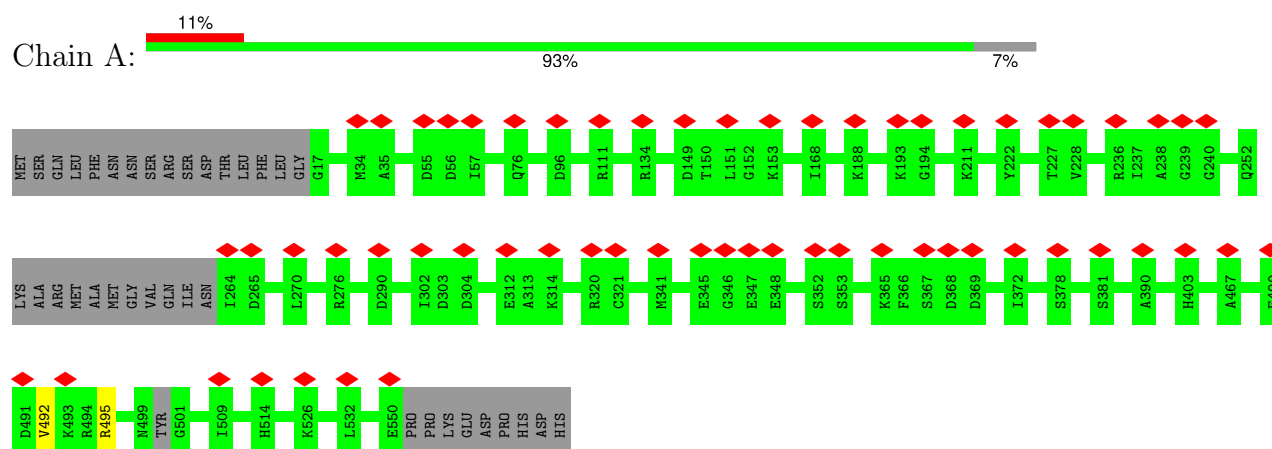 11%
Chain A:
93%
7%
MET SER GLN LEU PHE ASN ASN SER ARG SER ASP THR LEU PHE LEU GLY G17 M34 A35 D55 D56 I57 Q76 D96 R111 R134 D149 T150 L151 G152 K153 I168 K188 K193 G194 K211 Y222 T227 V228 R236 I237 A238 G239 G240 Q252
LYS ALA ARG MET ALA MET GLY VAL GLN ILE ASN I264 D265 L270 R276 D290 I302 D303 D304 E312 A313 K314 R320 C321 M341 E345 G346 E347 E348 S352 S353 K365 F366 S367 D368 D369 I372 S378 S381 A390 H403 A467
D491 V492 K493 R494 R495 N499 TYR G501 I509 H514 K526 L532 E550 PRO PRO LYS GLU ASP PRO HIS ASP HIS